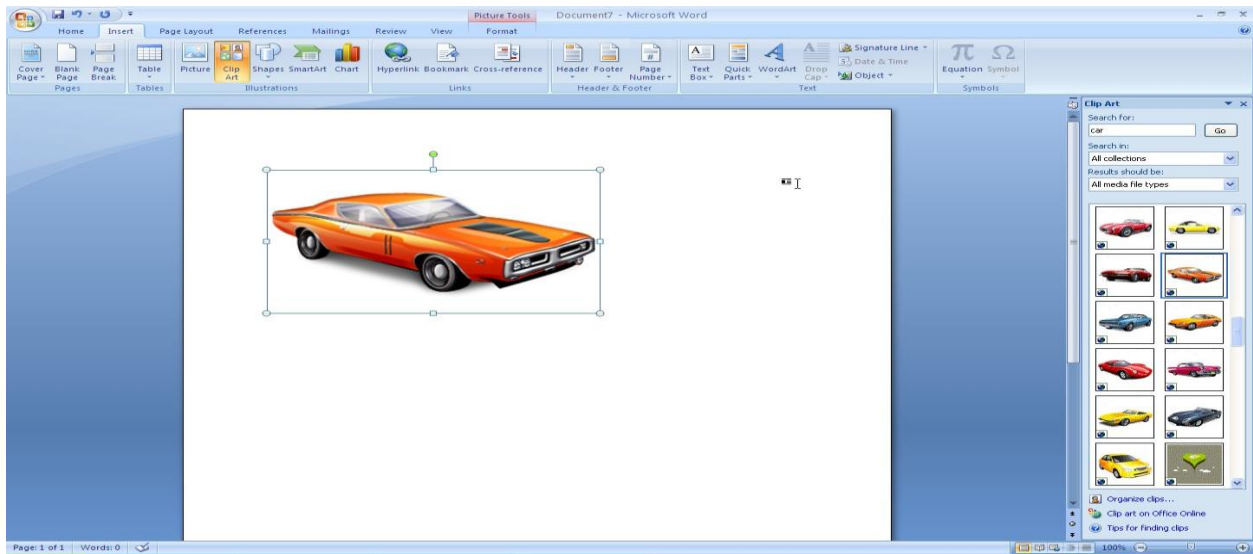 Picture Tools Document7 - Microsoft Word
Home Insert Page Layout References Mailings Review View Format
Cover Page
Blank Page
Page Break
Pages
Table
Tables
Picture
Clip Art
Shapes
SmartArt
Chart
Illustrations
Hyperlink
Bookmark
Cross-reference
Links
Header
Footer
Page Number
Header & Footer
Text Box
Quick Parts
WordArt
Drop Cap
Signature Line
Date & Time
Object
Text
Equation
Symbol
Symbols
Clip Art
Search for:
car
Go
Search in:
All collections
Results should be:
All media file types
Organize clips...
Clip art on Office Online
Tips for finding clips
Page: 1 of 1 Words: 0
100%